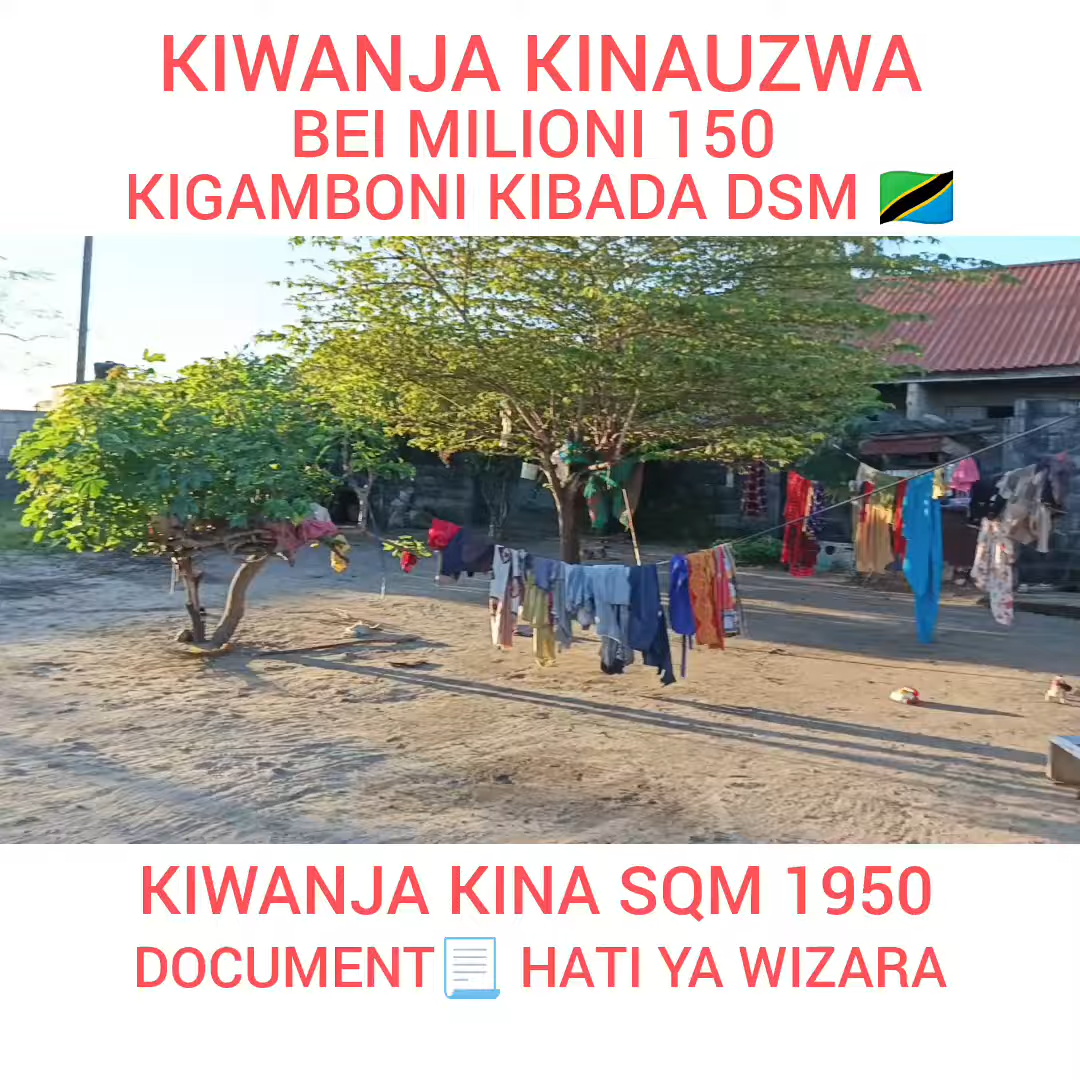 KIWANJA KINAUZWA
BEI MILIONI 150
KIGAMBONI KIBADA DSM 🇹🇿
KIWANJA KINA SQM 1950
DOCUMENT📃 HATI YA WIZARA